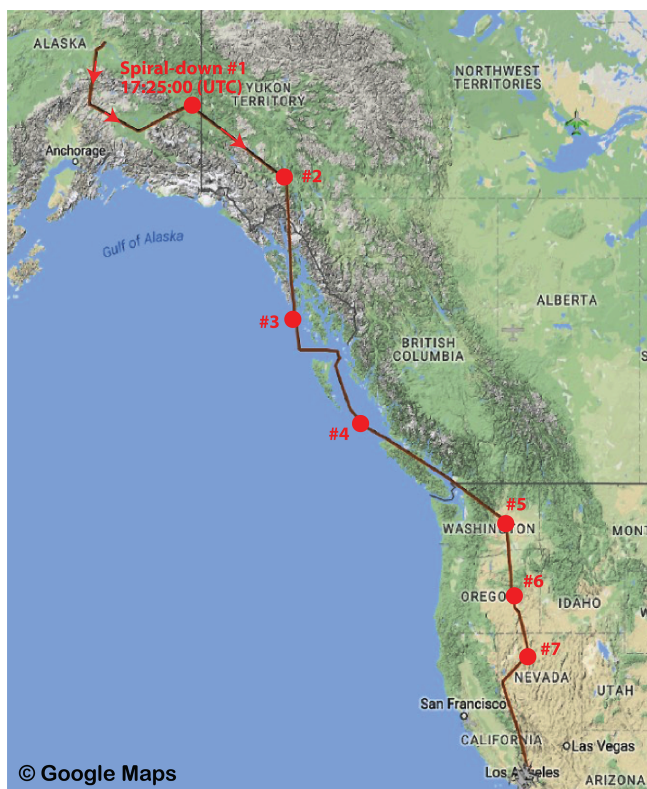 ALASKA
Spiral-down #1
17:25:00 (UTC)
YUKON
TERRITORY
NORTHWEST
TERRITORIES
Anchorage
#2
Gulf of Alaska
ALBERTA
#3
BRITISH
COLUMBIA
S
#4
#5
WASHINGTON
MONT
#6
OREGO
IDAHO
W
#7
NEVADA
UTAH
San Francisco
CALIFORNIA
Las Vegas
Los Angeles
ARIZONA
© Google Maps